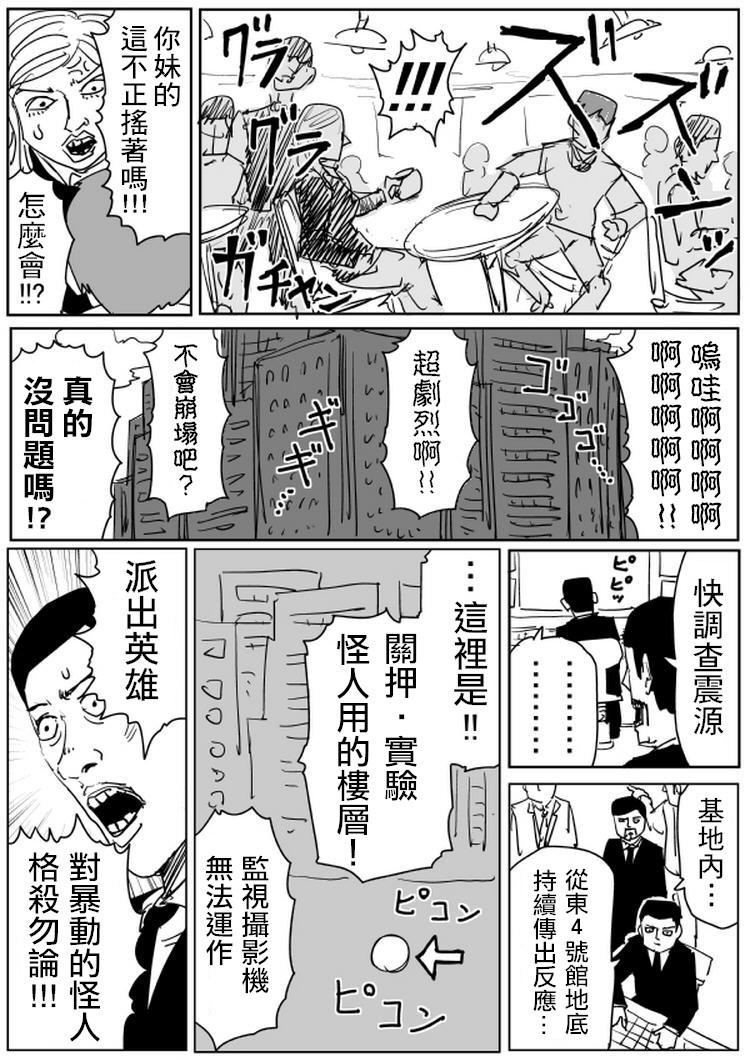 ズズ…
!!!
グラ
グラ
ガチャン
你妹的
這不正搖著嗎!!!
怎麼會!!?
嗚哇啊啊啊啊
啊啊啊啊啊~~
ゴゴゴゴ…
超劇烈啊~~
ギギギ…
不會崩塌吧?
真的
沒問題嗎!?
快調查震源
ピピッ
…………
基地內…
從東4號館地底
持續傳出反應…
…這裡是!!
關押・實驗
怪人用的樓層!
監視攝影機
無法運作
ピコン
ピコン
派出英雄
對暴動的怪人
格殺勿論!!!